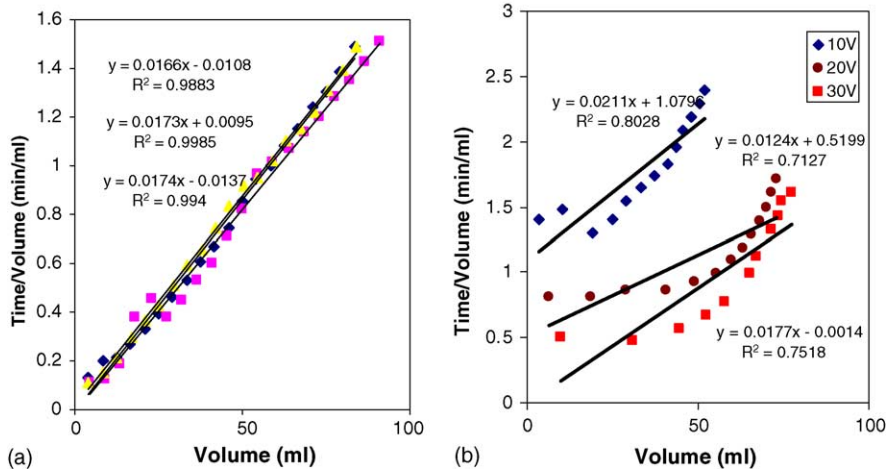 1.6
1.4
1.2
1
0.8
0.6
0.4
0.2
0
Time/Volume (min/ml)
y = 0.0166x - 0.0108
R² = 0.9883
y = 0.0173x + 0.0095
R² = 0.9985
y = 0.0174x - 0.0137
R² = 0.994
0 50 100
Volume (ml)
(a)
3
2.5
2
1.5
1
0.5
0
Time/Volume (min/ml)
10V
20V
30V
y = 0.0211x + 1.0796
R² = 0.8028
y = 0.0124x + 0.5199
R² = 0.7127
y = 0.0177x - 0.0014
R² = 0.7518
0 50 100
Volume (ml)
(b)